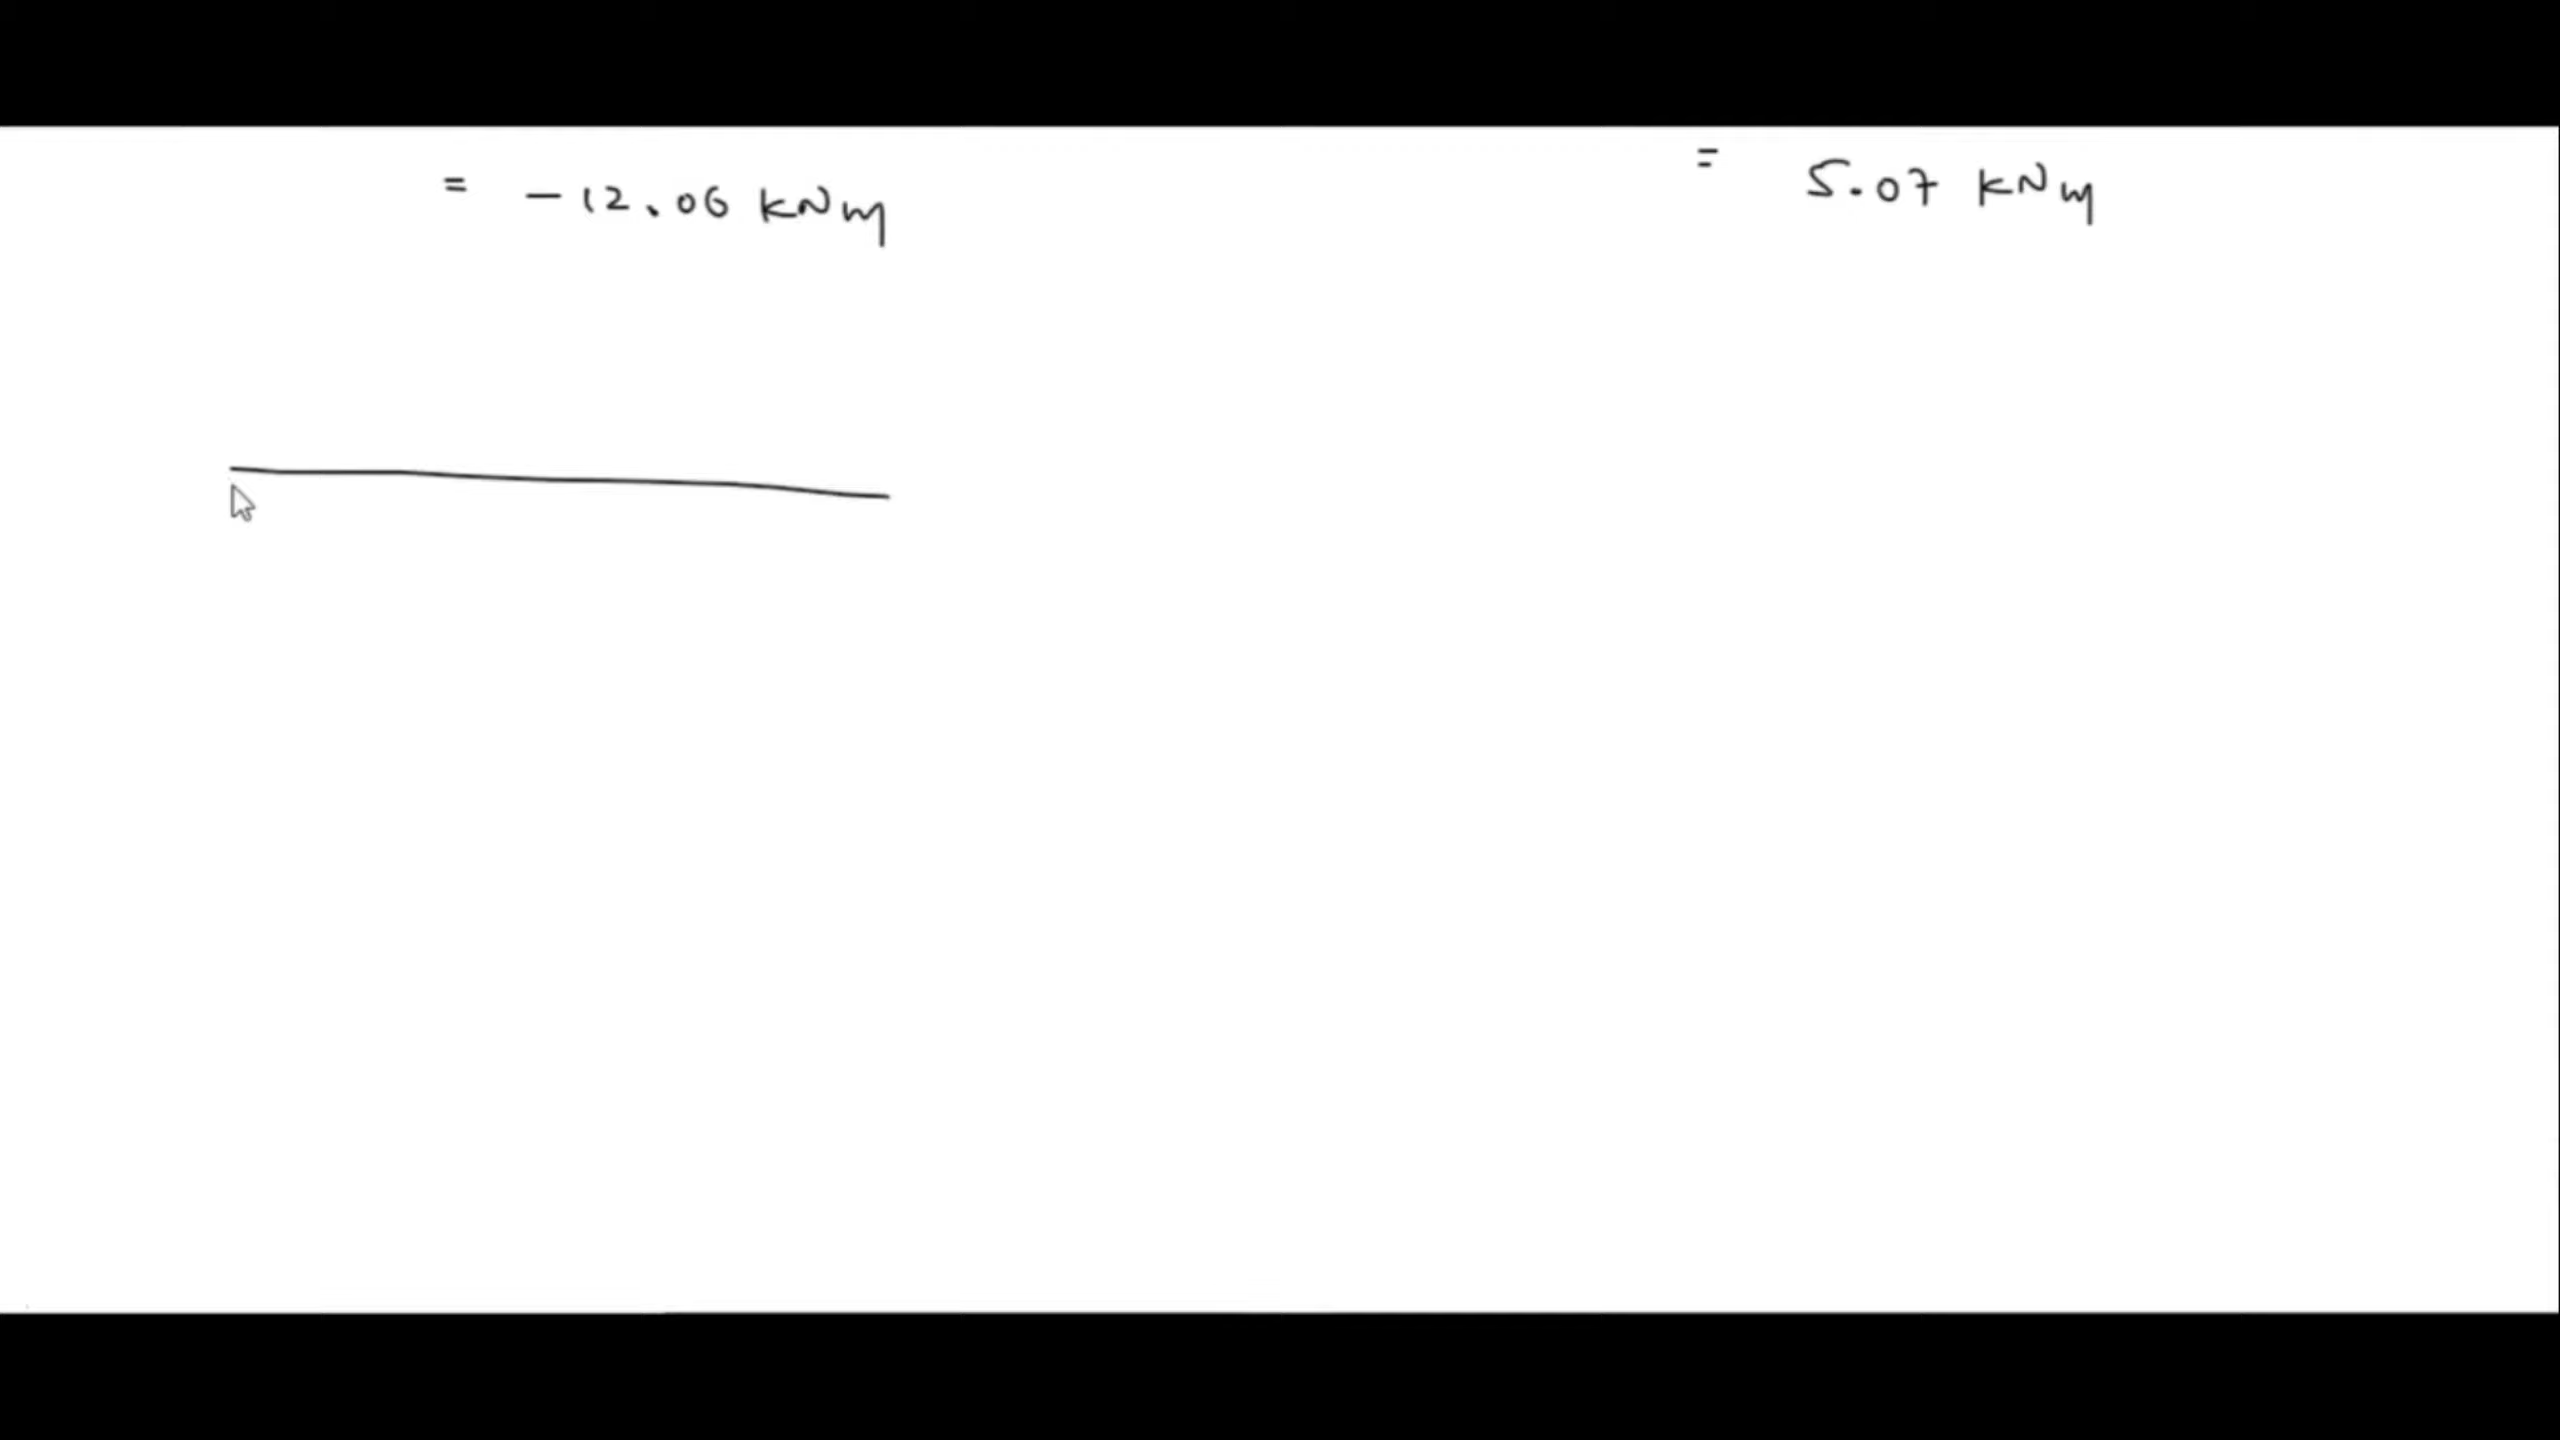 = -12.06 kNm
= 5.07 kNm